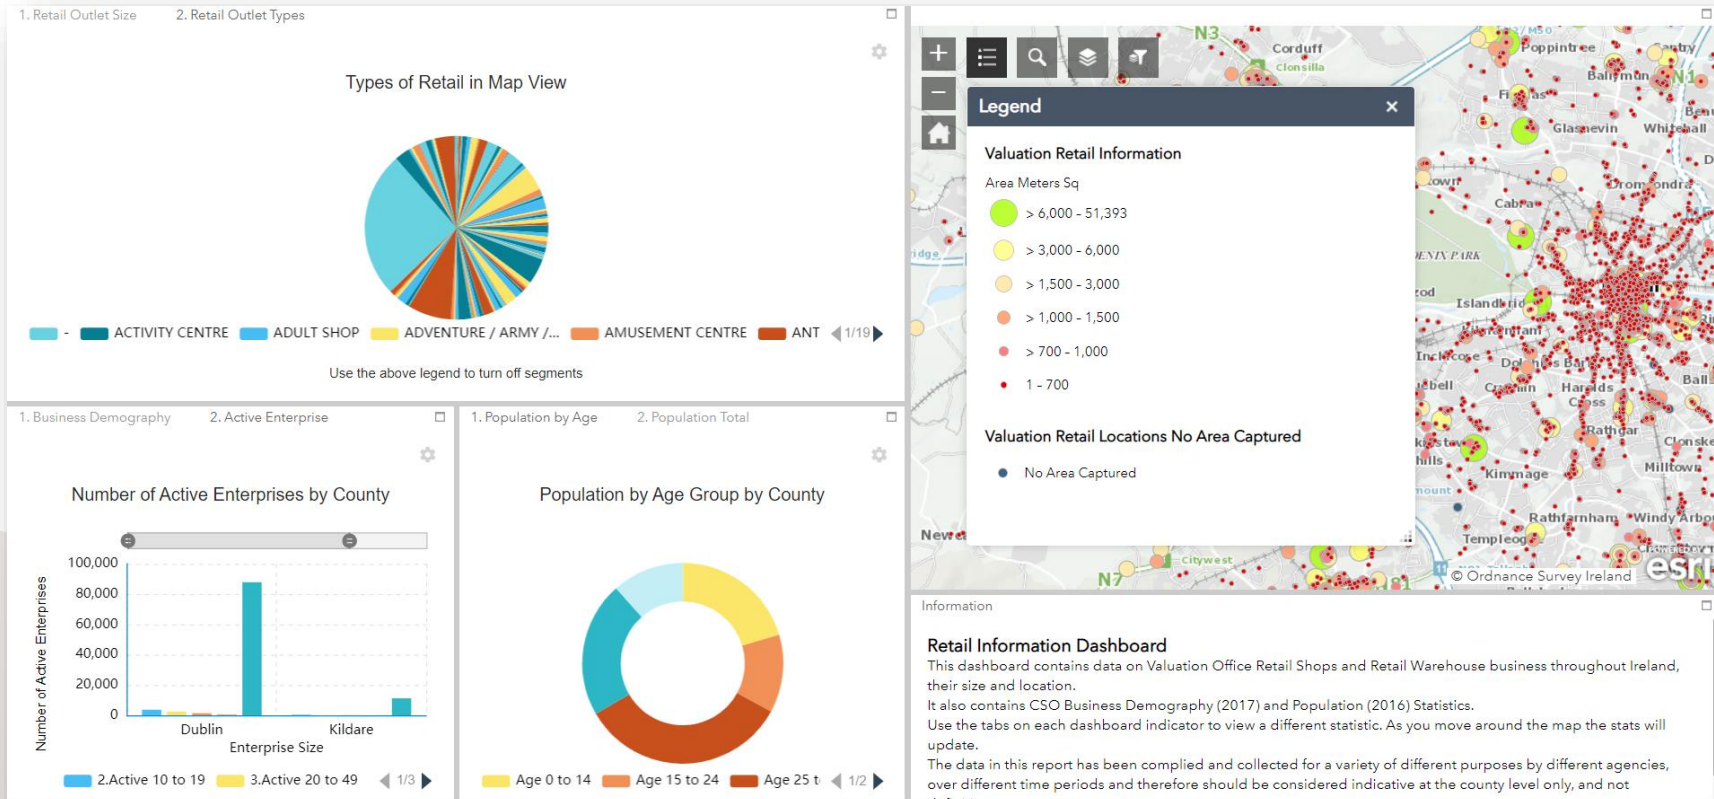 1. Retail Outlet Size
2. Retail Outlet Types
Types of Retail in Map View
-
ACTIVITY CENTRE
ADULT SHOP
ADVENTURE / ARMY /...
AMUSEMENT CENTRE
ANT
1/19
Use the above legend to turn off segments
1. Business Demography
2. Active Enterprise
Number of Active Enterprises by County
Number of Active Enterprises
100,000
80,000
60,000
40,000
20,000
0
Dublin
Kildare
Enterprise Size
2.Active 10 to 19
3.Active 20 to 49
1/3
1. Population by Age
2. Population Total
Population by Age Group by County
Age 0 to 14
Age 15 to 24
Age 25 t
1/2
Legend
Valuation Retail Information
Area Meters Sq
> 6,000 - 51,393
> 3,000 - 6,000
> 1,500 - 3,000
> 1,000 - 1,500
> 700 - 1,000
1 - 700
Valuation Retail Locations No Area Captured
No Area Captured
N3
Corduff
Clonsilla
Poppintree
Ballymun
N1
Glasnevin
Whitehall
Cabra
Rathgar
Harolds
Cross
Kimmage
Milltown
Rathfarnham
Windy Arbo
Templeog
Citywest
N7
© Ordnance Survey Ireland
esri
Information
Retail Information Dashboard
This dashboard contains data on Valuation Office Retail Shops and Retail Warehouse business throughout Ireland,
their size and location.
It also contains CSO Business Demography (2017) and Population (2016) Statistics.
Use the tabs on each dashboard indicator to view a different statistic. As you move around the map the stats will
update.
The data in this report has been complied and collected for a variety of different purposes by different agencies,
over different time periods and therefore should be considered indicative at the county level only, and not